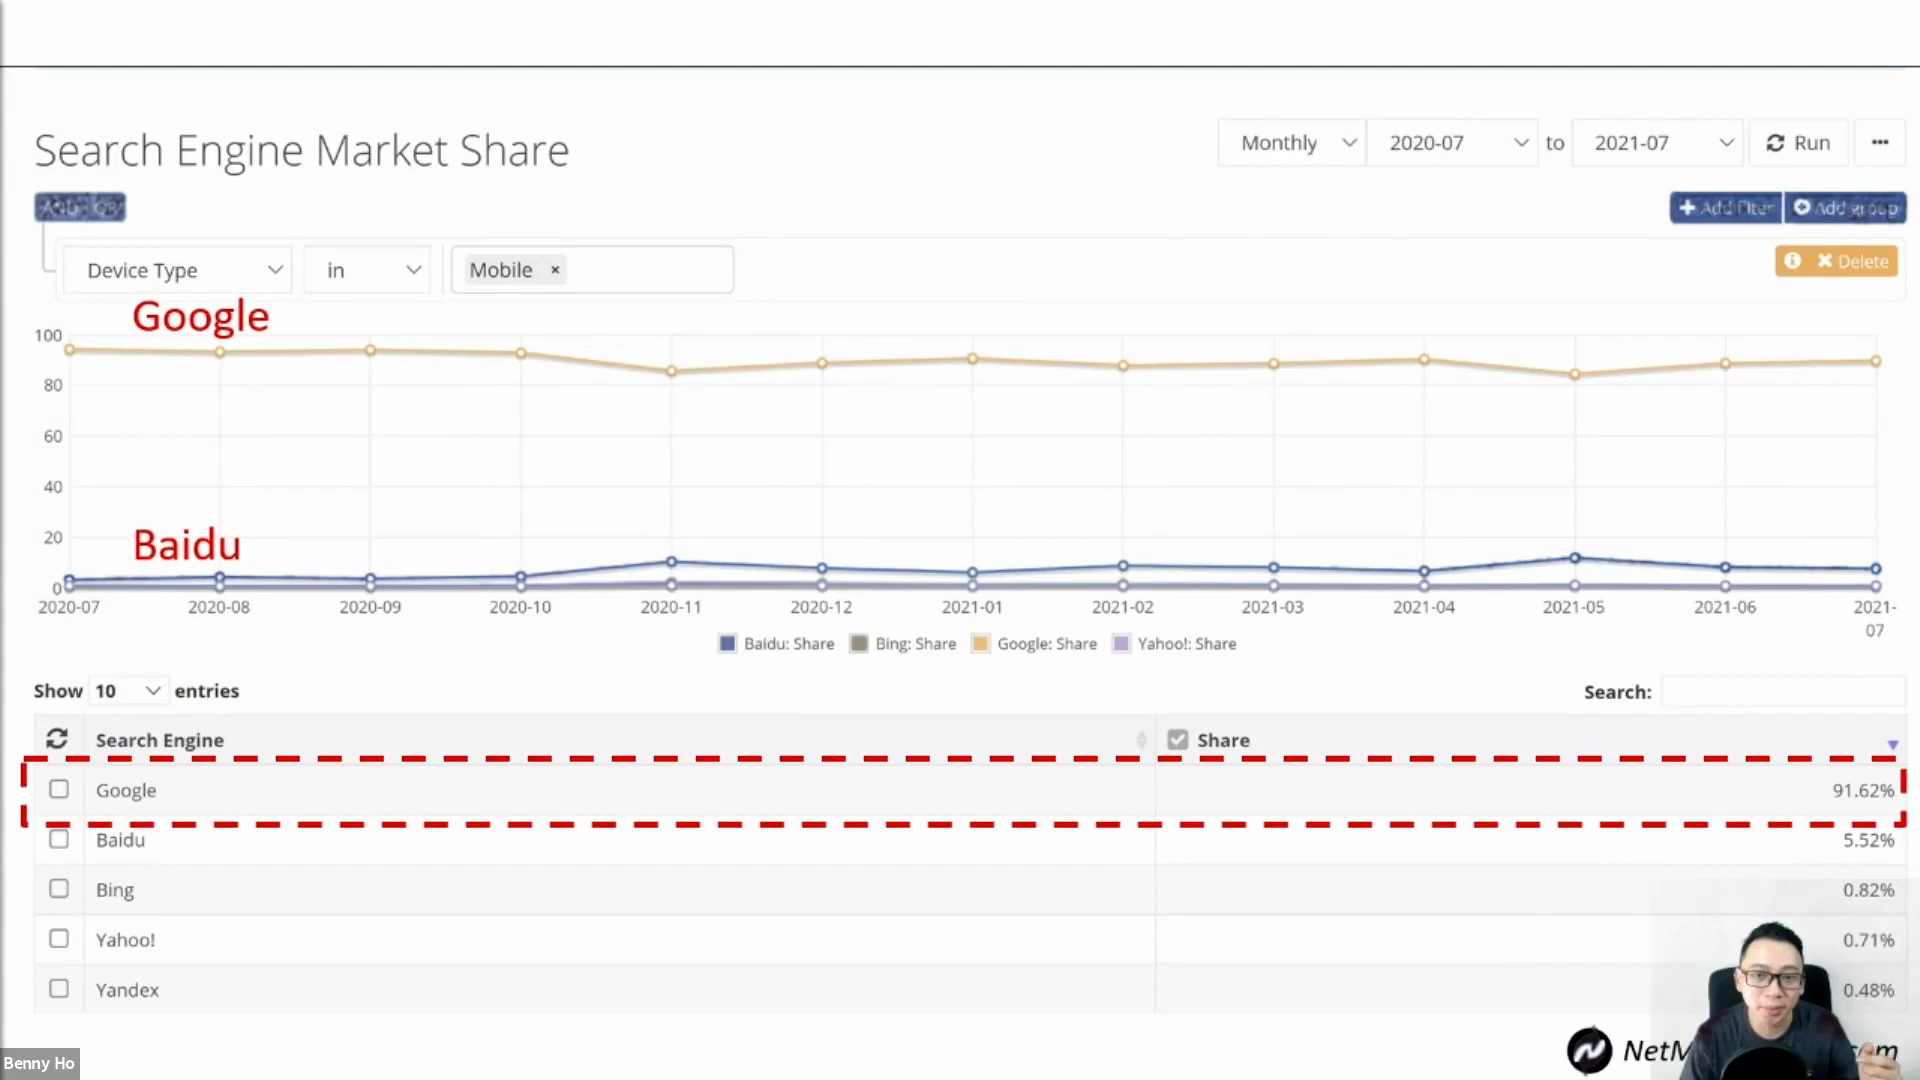 Search Engine Market Share
Monthly 2020-07 to 2021-07 Run
Add filter Add group
Device Type in Mobile × Delete
Google
100
80
60
40
Baidu
20
0
2020-07 2020-08 2020-09 2020-10 2020-11 2020-12 2021-01 2021-02 2021-03 2021-04 2021-05 2021-06 2021-07
Baidu: Share Bing: Share Google: Share Yahoo!: Share
Show 10 entries Search:
Search Engine Share
Google 91.62%
Baidu 5.52%
Bing 0.82%
Yahoo! 0.71%
Yandex 0.48%
Benny Ho